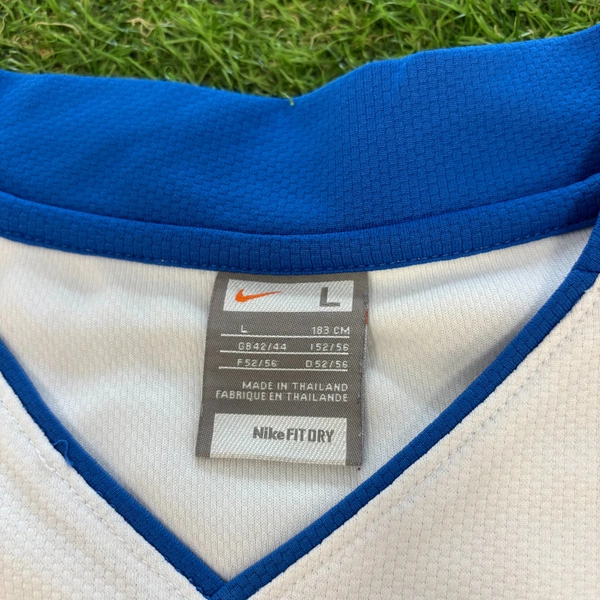 L
L 183 CM
GB42/44 I52/56
F52/56 D52/56
MADE IN THAILAND
FABRIQUE EN THAILANDE
Nike FIT DRY